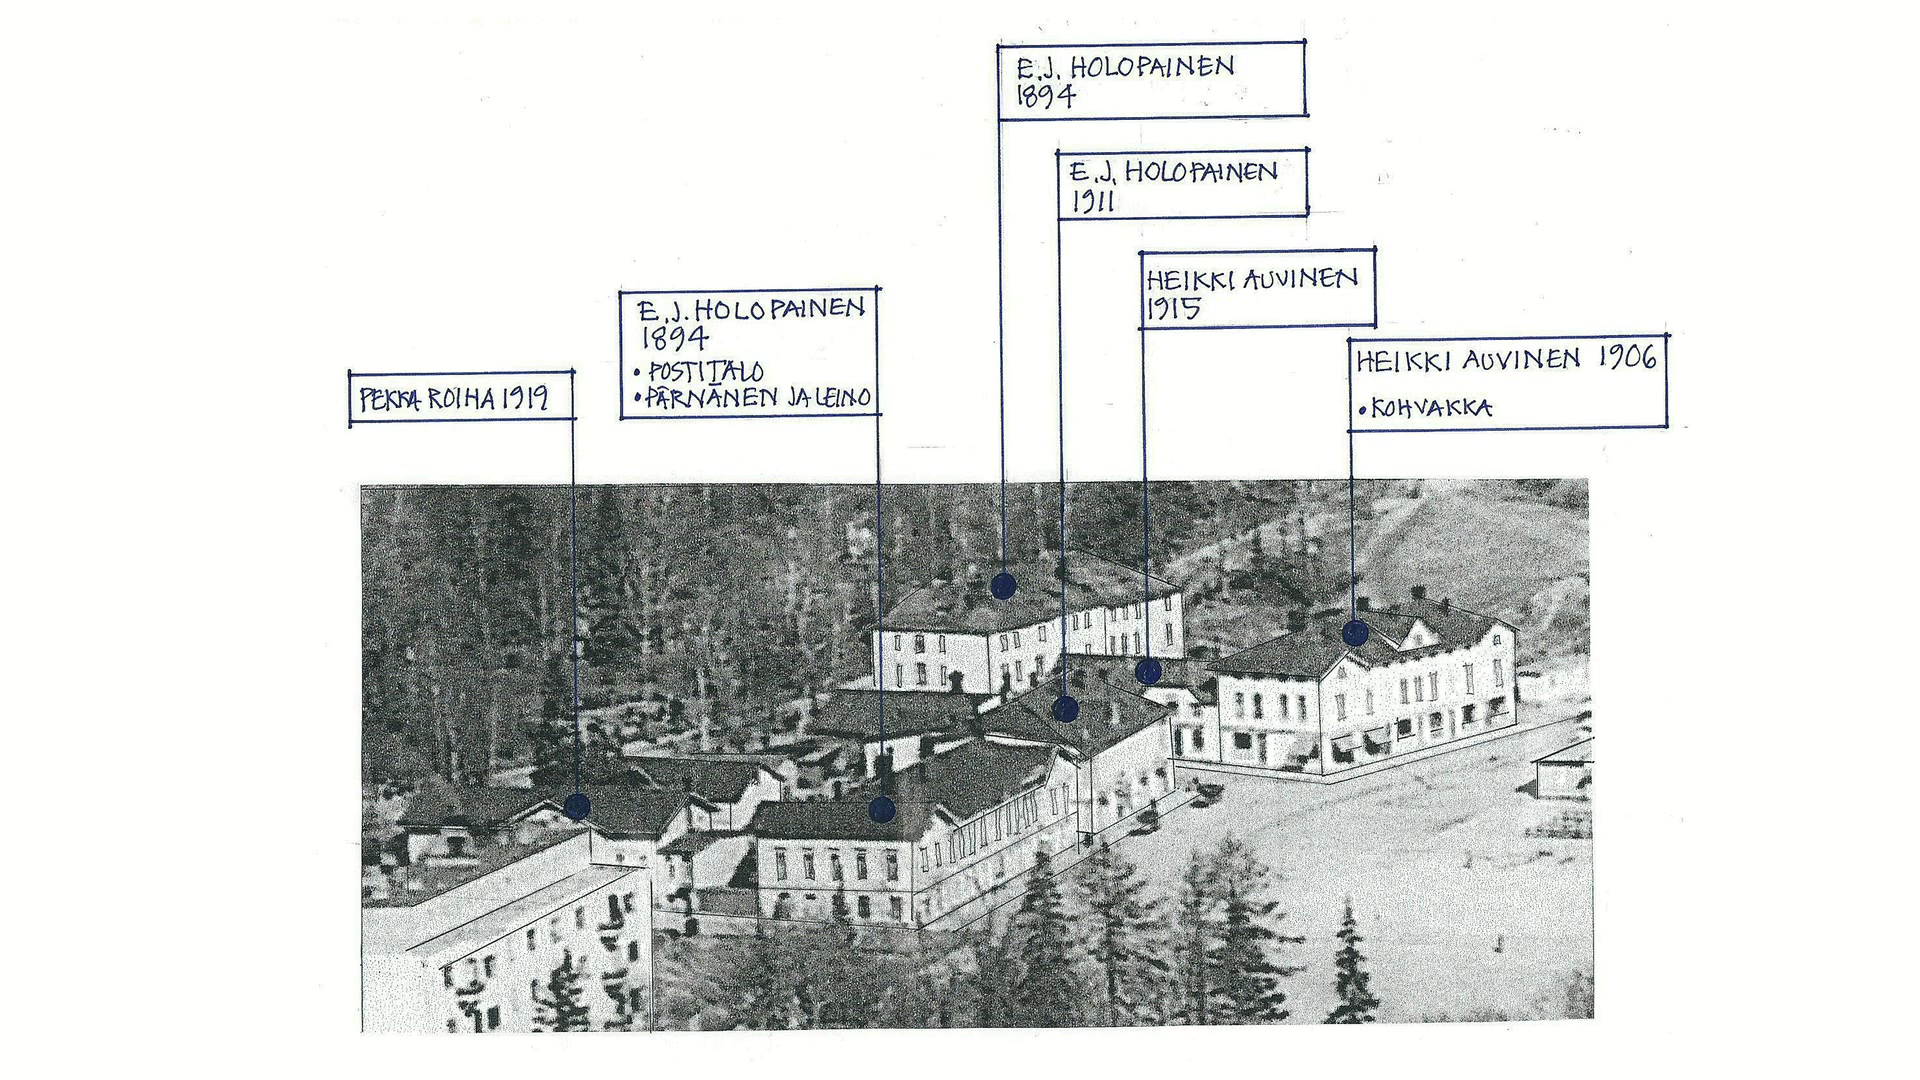 E.J. HOLOPAINEN
1894
E.J. HOLOPAINEN
1911
HEIKKI AUVINEN
1915
E.J. HOLOPAINEN
1894
• POSTITALO
• PÄRNÄNEN JA LEINO
HEIKKI AUVINEN 1906
• KOHVAKKA
PEKKA ROIHA 1919